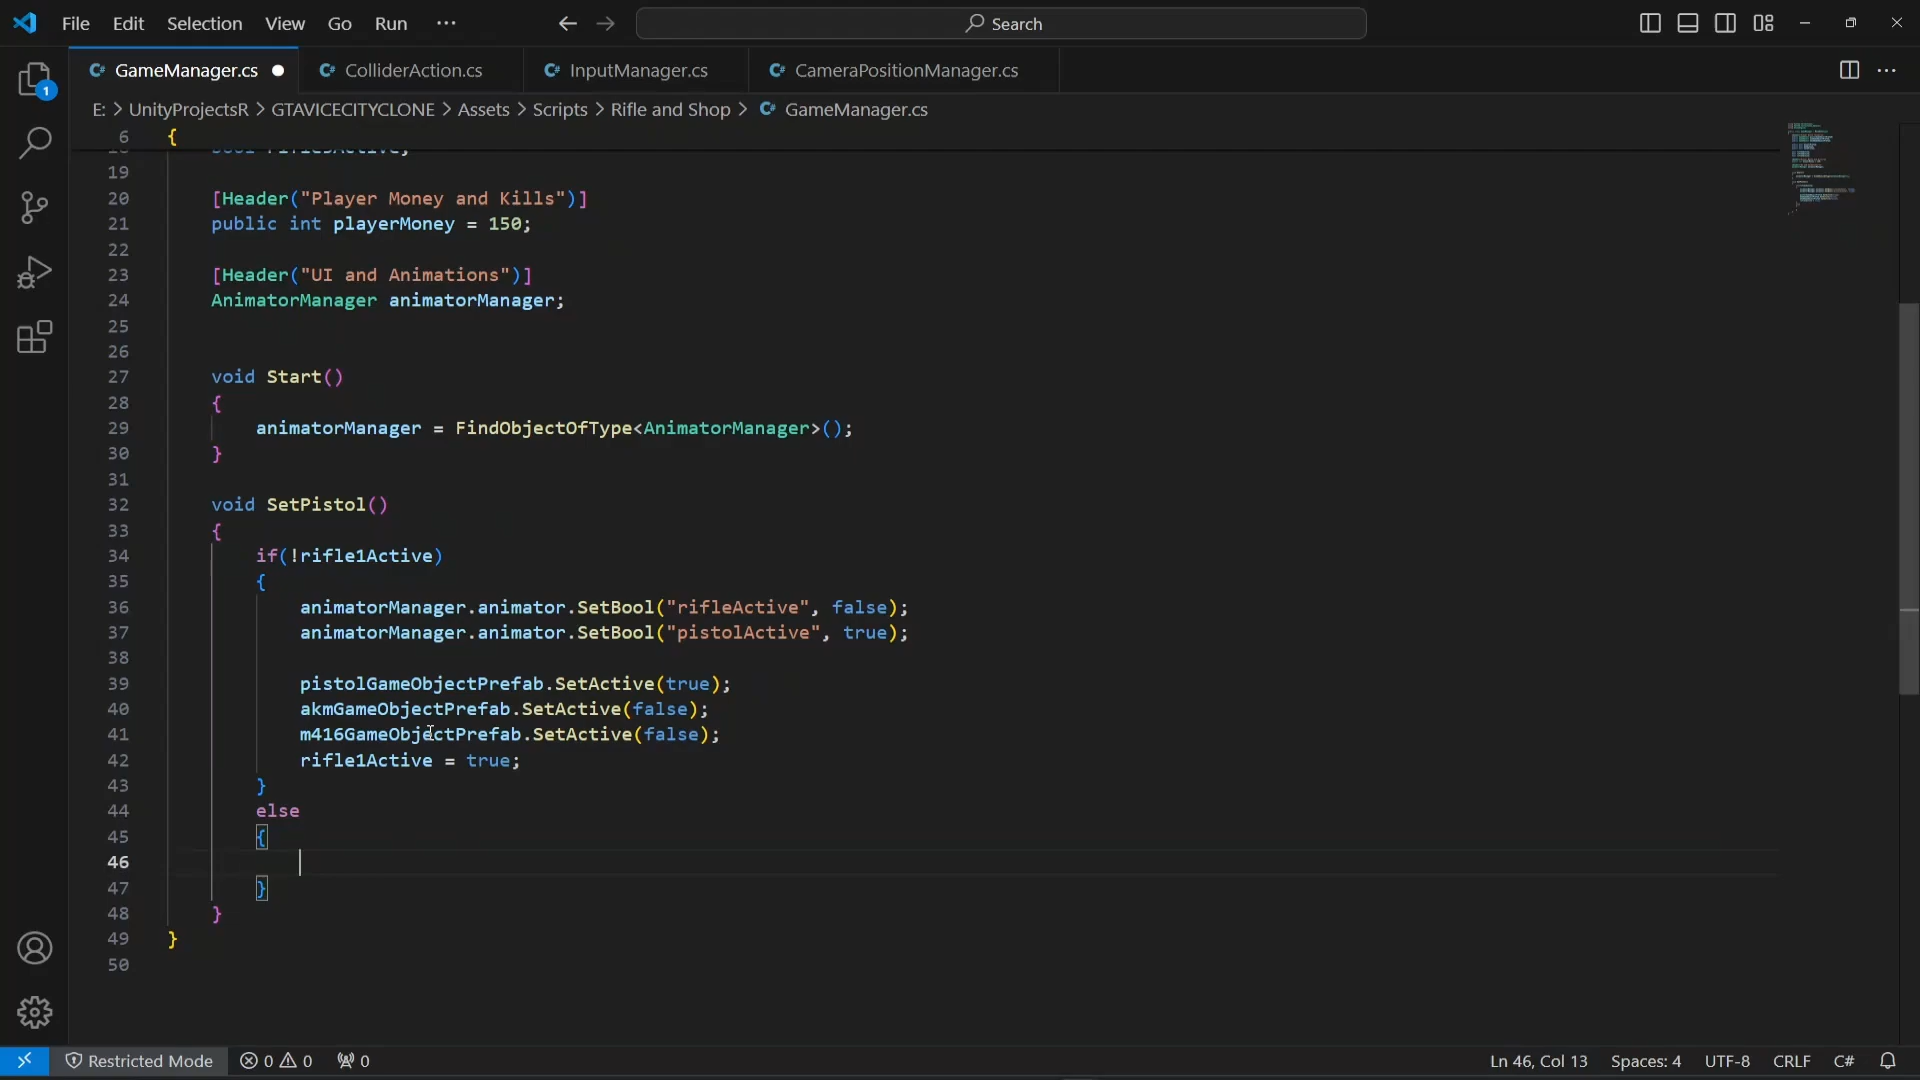 File Edit Selection View Go Run ··· Search
GameManager.cs ColliderAction.cs InputManager.cs CameraPositionManager.cs
E: > UnityProjectsR > GTAVICECITYCLONE > Assets > Scripts > Rifle and Shop > GameManager.cs
1
6 {
19
20 [Header("Player Money and Kills")]
21 public int playerMoney = 150;
22
23 [Header("UI and Animations")]
24 AnimatorManager animatorManager;
25
26
27 void Start()
28 {
29 animatorManager = FindObjectOfType<AnimatorManager>();
30 }
31
32 void SetPistol()
33 {
34 if(!rifle1Active)
35 {
36 animatorManager.animator.SetBool("rifleActive", false);
37 animatorManager.animator.SetBool("pistolActive", true);
38
39 pistolGameObjectPrefab.SetActive(true);
40 akmGameObjectPrefab.SetActive(false);
41 m416GameObjectPrefab.SetActive(false);
42 rifle1Active = true;
43 }
44 else
45 {
46
47 }
48 }
49 }
50
Restricted Mode 0 0 0 Ln 46, Col 13 Spaces: 4 UTF-8 CRLF C#